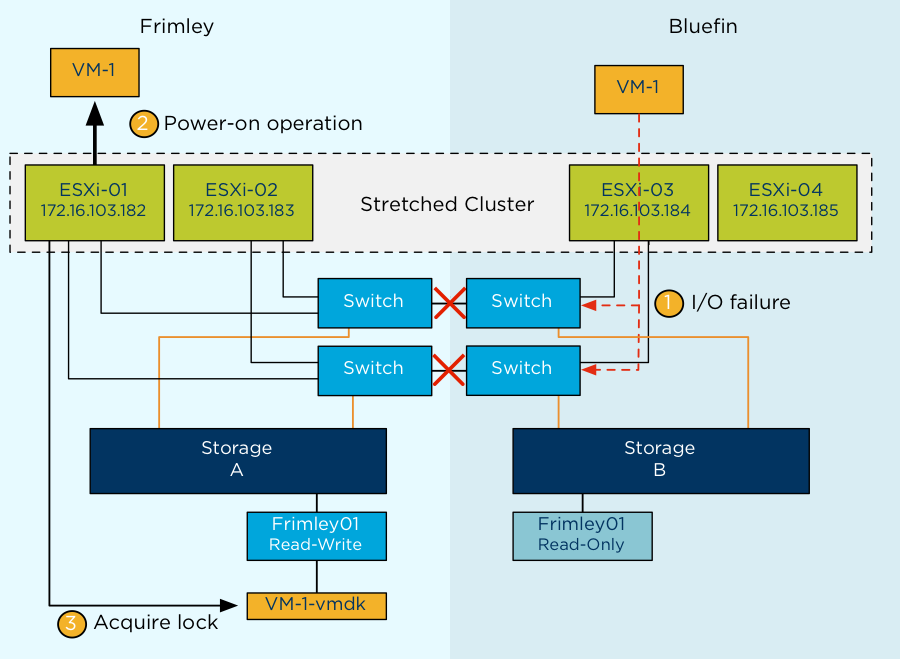 Frimley
Bluefin
VM-1
VM-1
2 Power-on operation
ESXi-01
172.16.103.182
ESXi-02
172.16.103.183
Stretched Cluster
ESXi-03
172.16.103.184
ESXi-04
172.16.103.185
Switch
Switch
1 I/O failure
Switch
Switch
Storage
A
Storage
B
Frimley01
Read-Write
Frimley01
Read-Only
VM-1-vmdk
3 Acquire lock